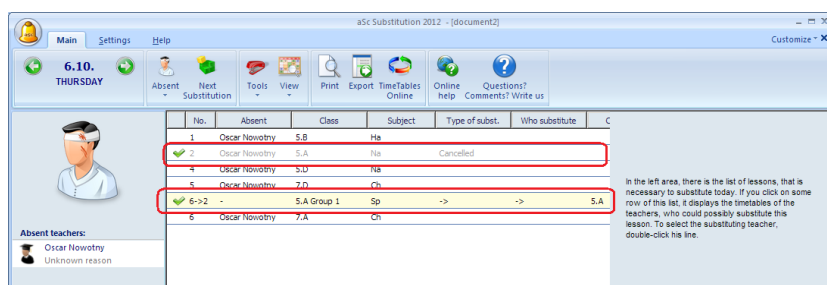 aSc Substitution 2012 - [document2]
Main Settings Help
Customize
6.10.
THURSDAY
Absent
Next Substitution
Tools
View
Print
Export
TimeTables Online
Online help
Questions? Comments? Write us
No. Absent Class Subject Type of subst. Who substitute C
1 Oscar Nowotny 5.B Ha
2 Oscar Nowotny 5.A Na Cancelled
4 Oscar Nowotny 5.D Na
5 Oscar Nowotny 7.D Ch
6->2 - 5.A Group 1 Sp -> -> 5.A
6 Oscar Nowotny 7.A Ch
Absent teachers:
Oscar Nowotny
Unknown reason
In the left area, there is the list of lessons, that is
necessary to substitute today. If you click on some
row of this list, it displays the timetables of the
teachers, who could possibly substitute this
lesson. To select the substituting teacher,
double-click his line.